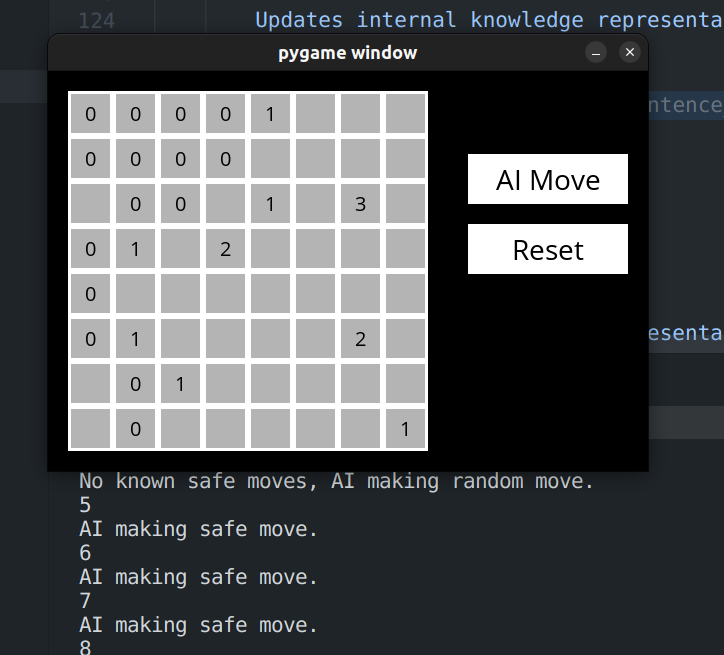 124 Updates internal knowledge representa
pygame window
ntence
0 0 0 0 1
0 0 0 0
AI Move
0 0 1 3
0 1 2
Reset
0
0 1 2
esenta
0 1
0 1
No known safe moves, AI making random move.
5
AI making safe move.
6
AI making safe move.
7
AI making safe move.
8